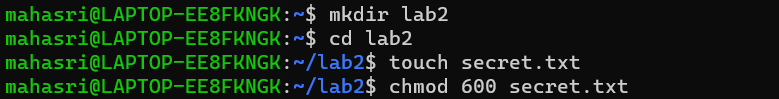 mahasri@LAPTOP-EE8FKNGK:~$ mkdir lab2
mahasri@LAPTOP-EE8FKNGK:~$ cd lab2
mahasri@LAPTOP-EE8FKNGK:~/lab2$ touch secret.txt
mahasri@LAPTOP-EE8FKNGK:~/lab2$ chmod 600 secret.txt